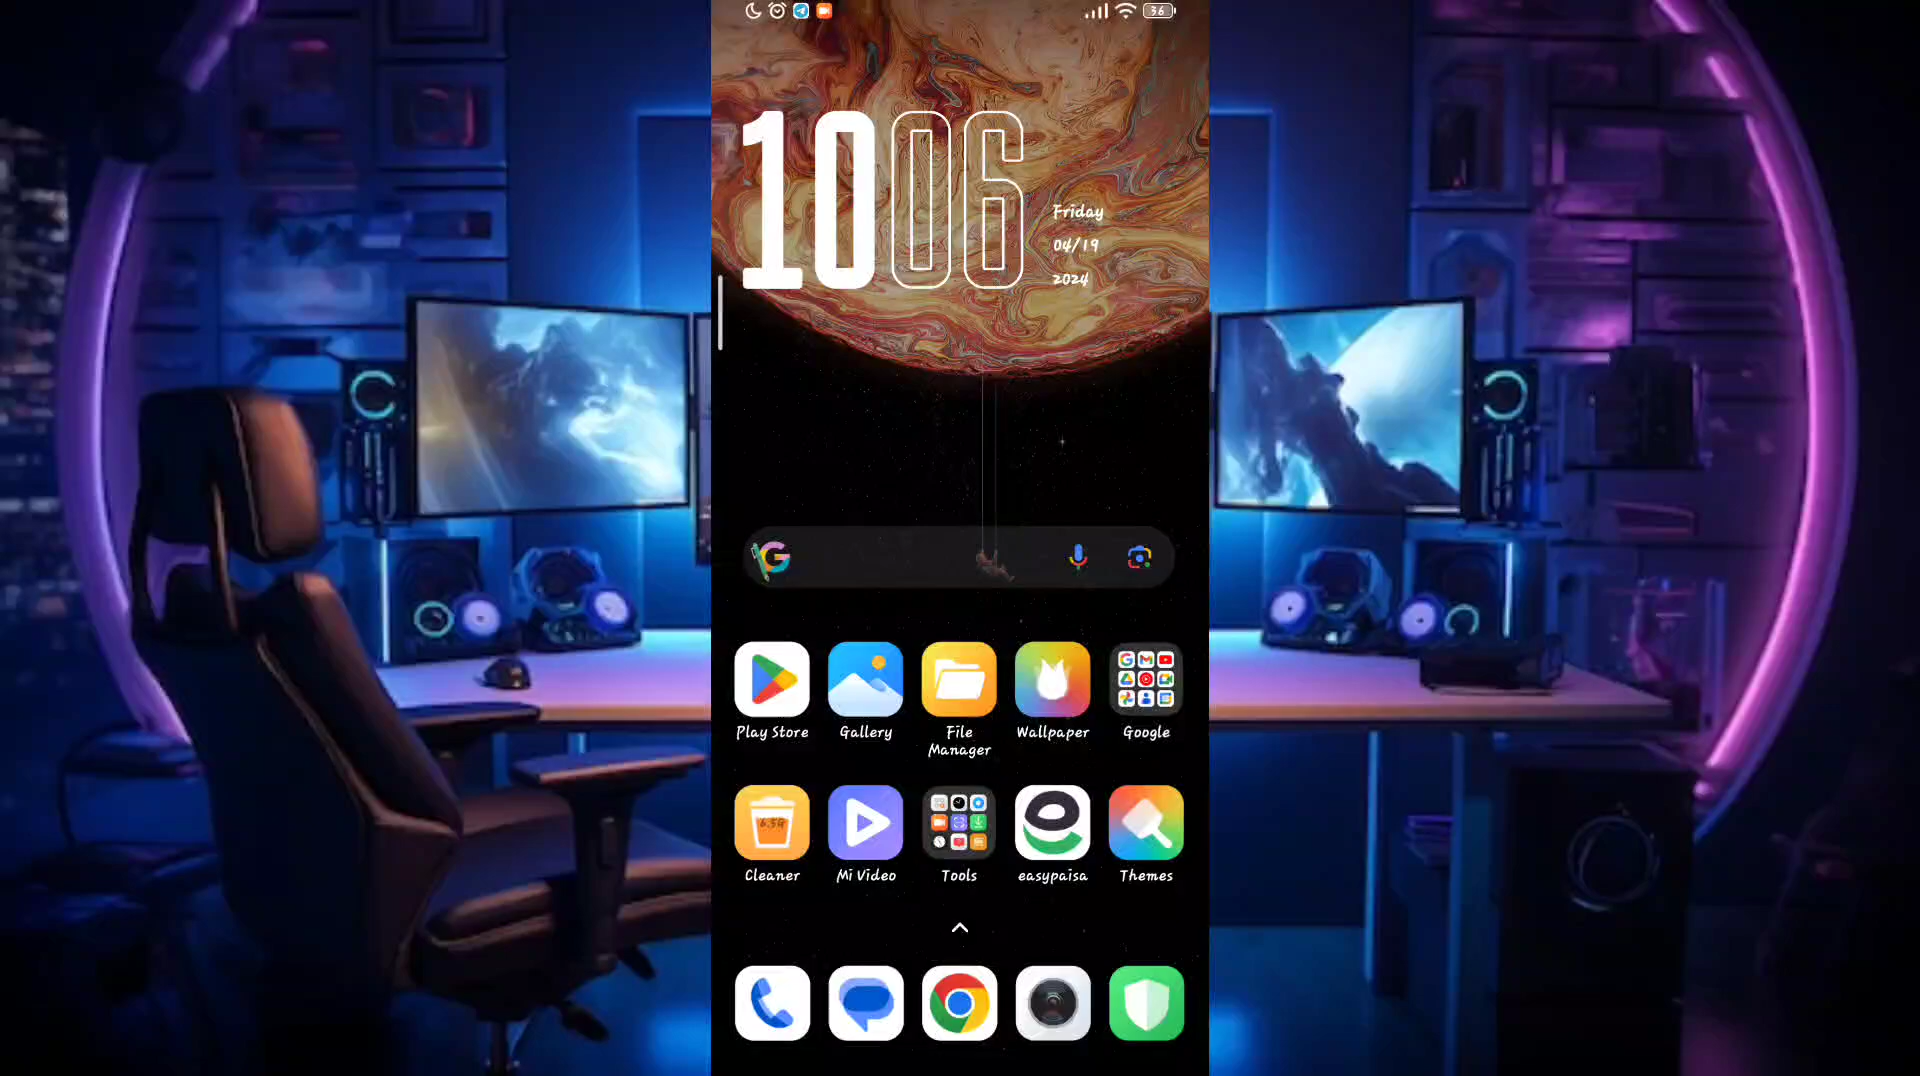 36
1006
Friday
04/19
2024
Play Store
Gallery
File
Manager
Wallpaper
Google
Cleaner
Mi Video
Tools
easypaisa
Themes